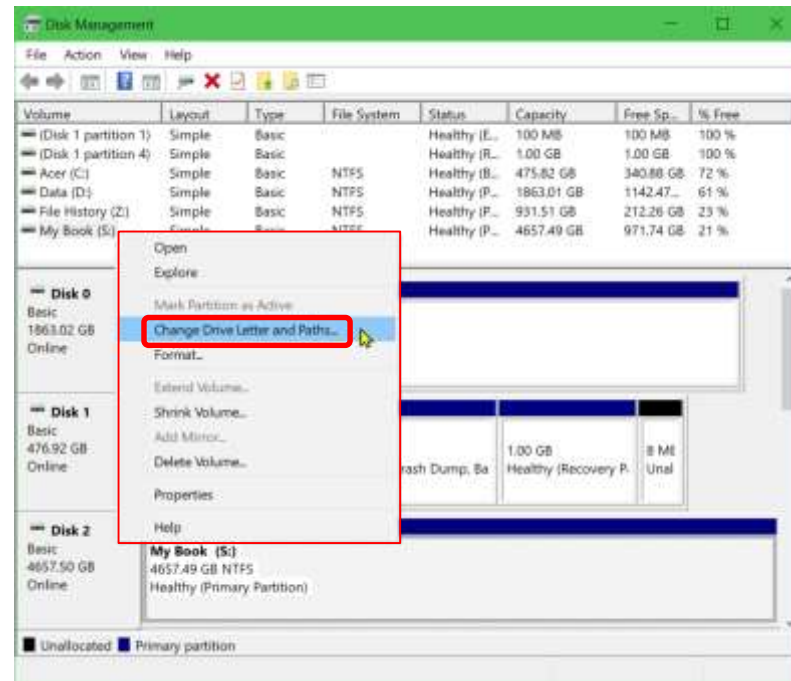 Disk Management
File Action View Help
Volume Layout Type File System Status Capacity Free Sp... % Free
(Disk 1 partition 1) Simple Basic Healthy (E... 100 MB 100 MB 100 %
(Disk 1 partition 4) Simple Basic Healthy (R... 1.00 GB 1.00 GB 100 %
Acer (C:) Simple Basic NTFS Healthy (B... 475.82 GB 340.88 GB 72 %
Data (D:) Simple Basic NTFS Healthy (P... 1863.01 GB 1142.47... 61 %
File History (Z:) Simple Basic NTFS Healthy (P... 931.51 GB 212.26 GB 23 %
My Book (S:) Simple Basic NTFS Healthy (P... 4657.49 GB 971.74 GB 21 %
Open
Explore
Mark Partition as Active
Change Drive Letter and Paths...
Format...
Extend Volume...
Shrink Volume...
Add Mirror...
Delete Volume...
Properties
Help
Disk 0
Basic
1863.02 GB
Online
Disk 1
Basic
476.92 GB
Online
rash Dump, Ba
1.00 GB
Healthy (Recovery P
8 ME
Unal
Disk 2
Basic
4657.50 GB
Online
My Book (S:)
4657.49 GB NTFS
Healthy (Primary Partition)
Unallocated Primary partition